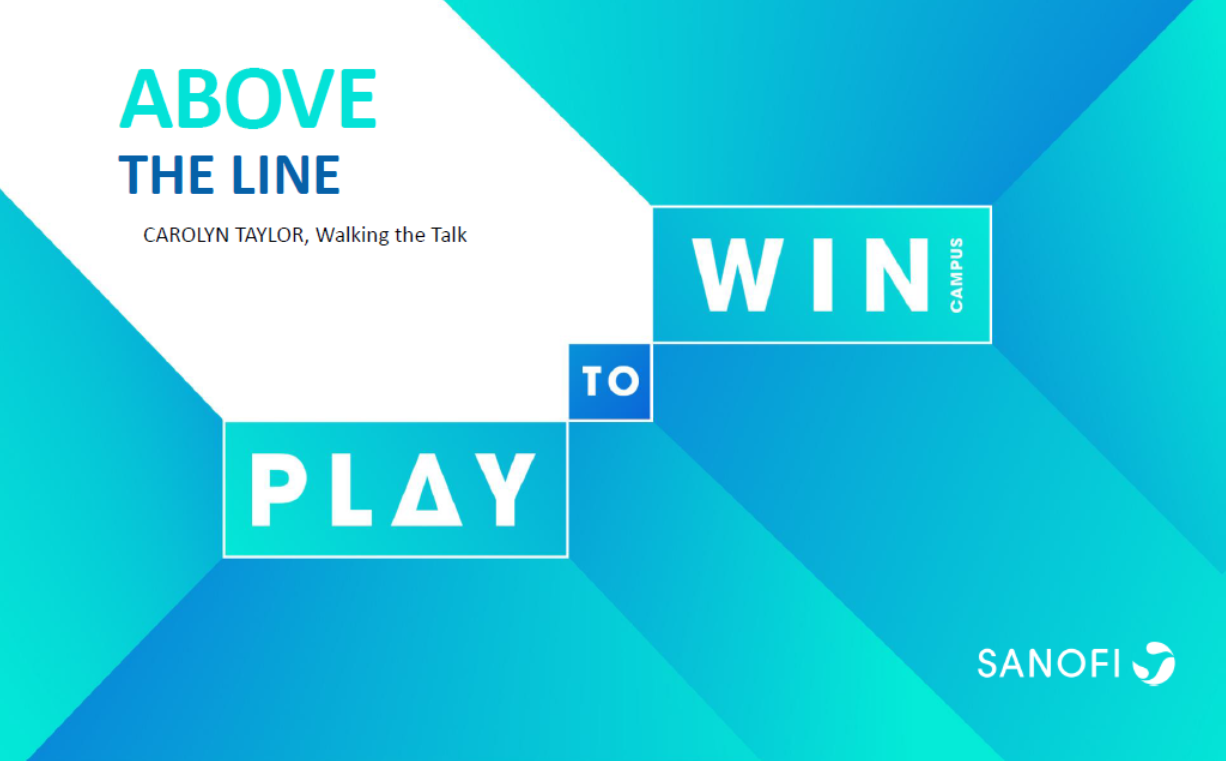 ABOVE
THE LINE
CAROLYN TAYLOR, Walking the Talk
PLAY
TO
WIN
CAMPUS
SANOFI